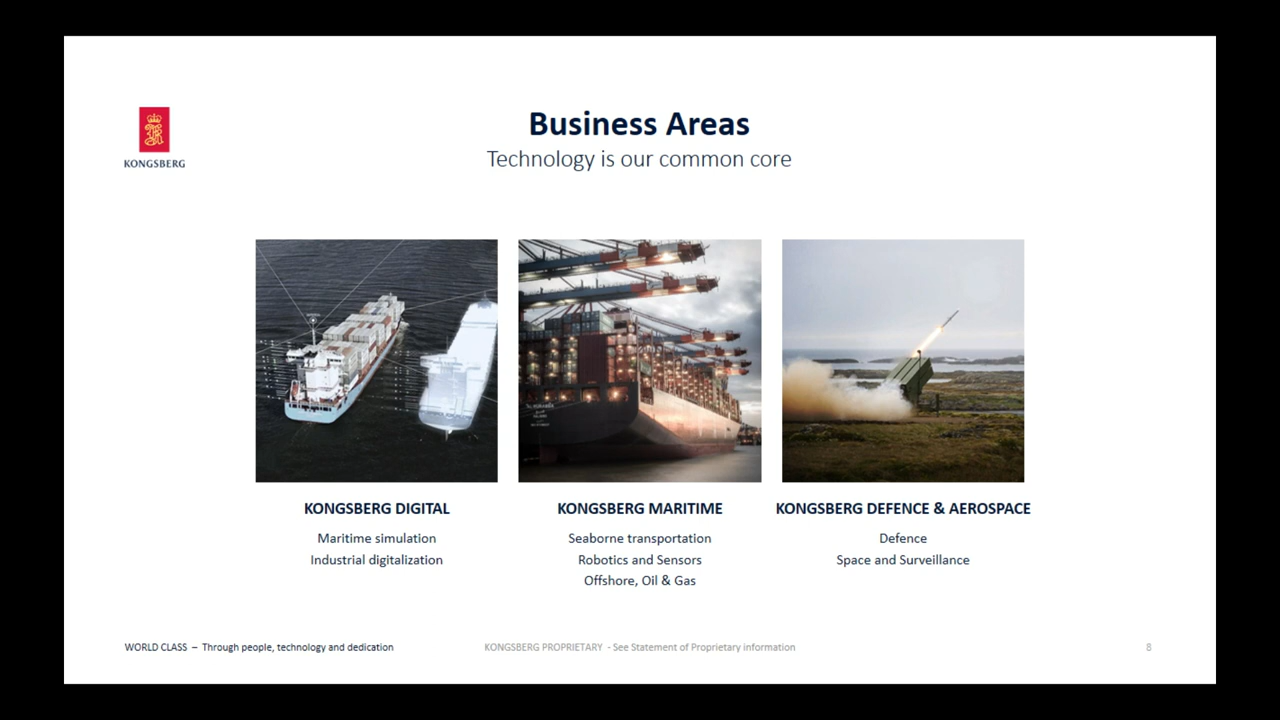 KONGSBERG
Business Areas
Technology is our common core
KONGSBERG DIGITAL
Maritime simulation
Industrial digitalization
KONGSBERG MARITIME
Seaborne transportation
Robotics and Sensors
Offshore, Oil & Gas
KONGSBERG DEFENCE & AEROSPACE
Defence
Space and Surveillance
WORLD CLASS – Through people, technology and dedication
KONGSBERG PROPRIETARY - See Statement of Proprietary information
8